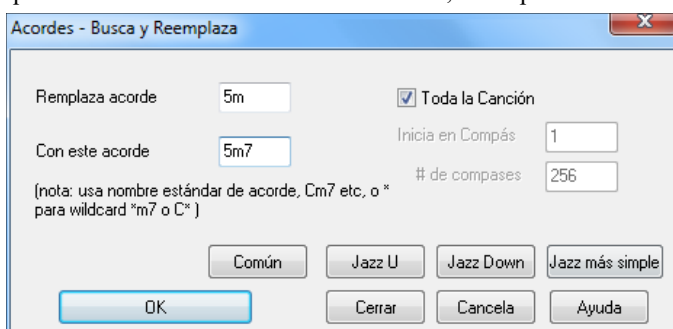 Acordes - Busca y Reemplaza
Remplaza acorde 5m
Toda la Canción
Con este acorde 5m7
Inicia en Compás 1
# de compases 256
(nota: usa nombre estándar de acorde, Cm7 etc, o *
para wildcard *m7 o C* )
Común Jazz U Jazz Down Jazz más simple
OK Cerrar Cancela Ayuda